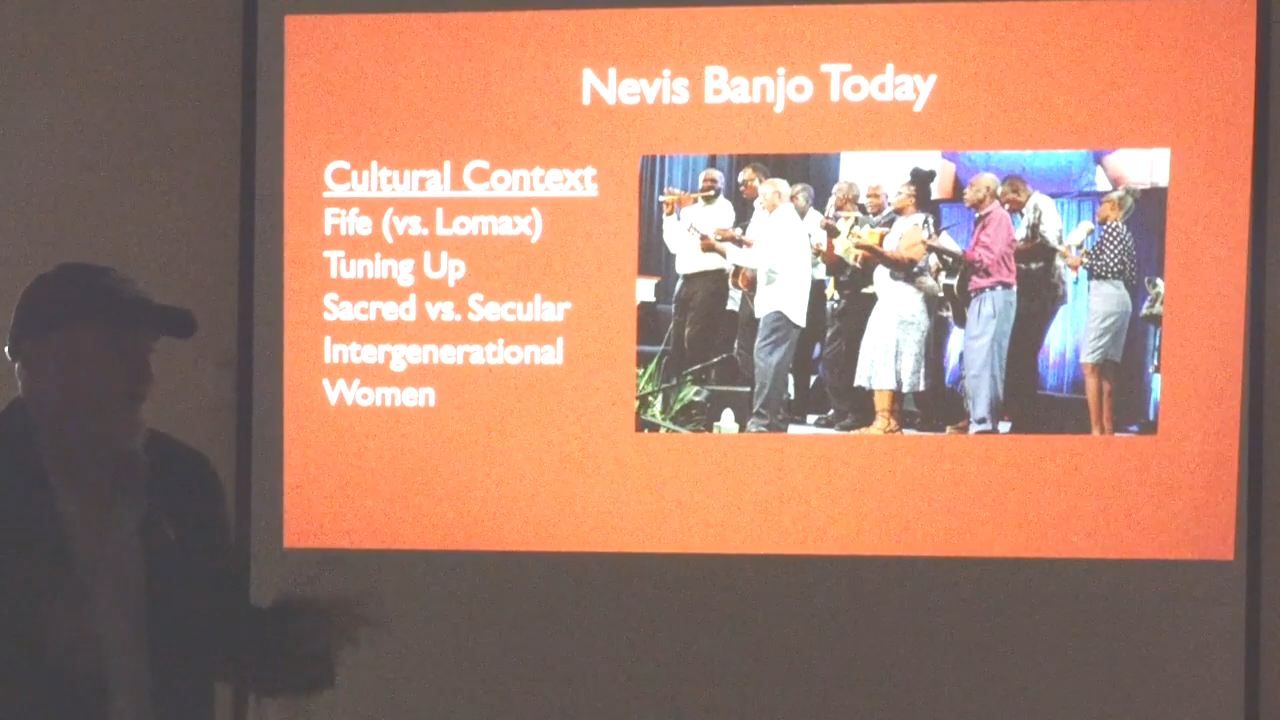 Nevis Banjo Today
Cultural Context
Fife (vs. Lomax)
Tuning Up
Sacred vs. Secular
Intergenerational
Women